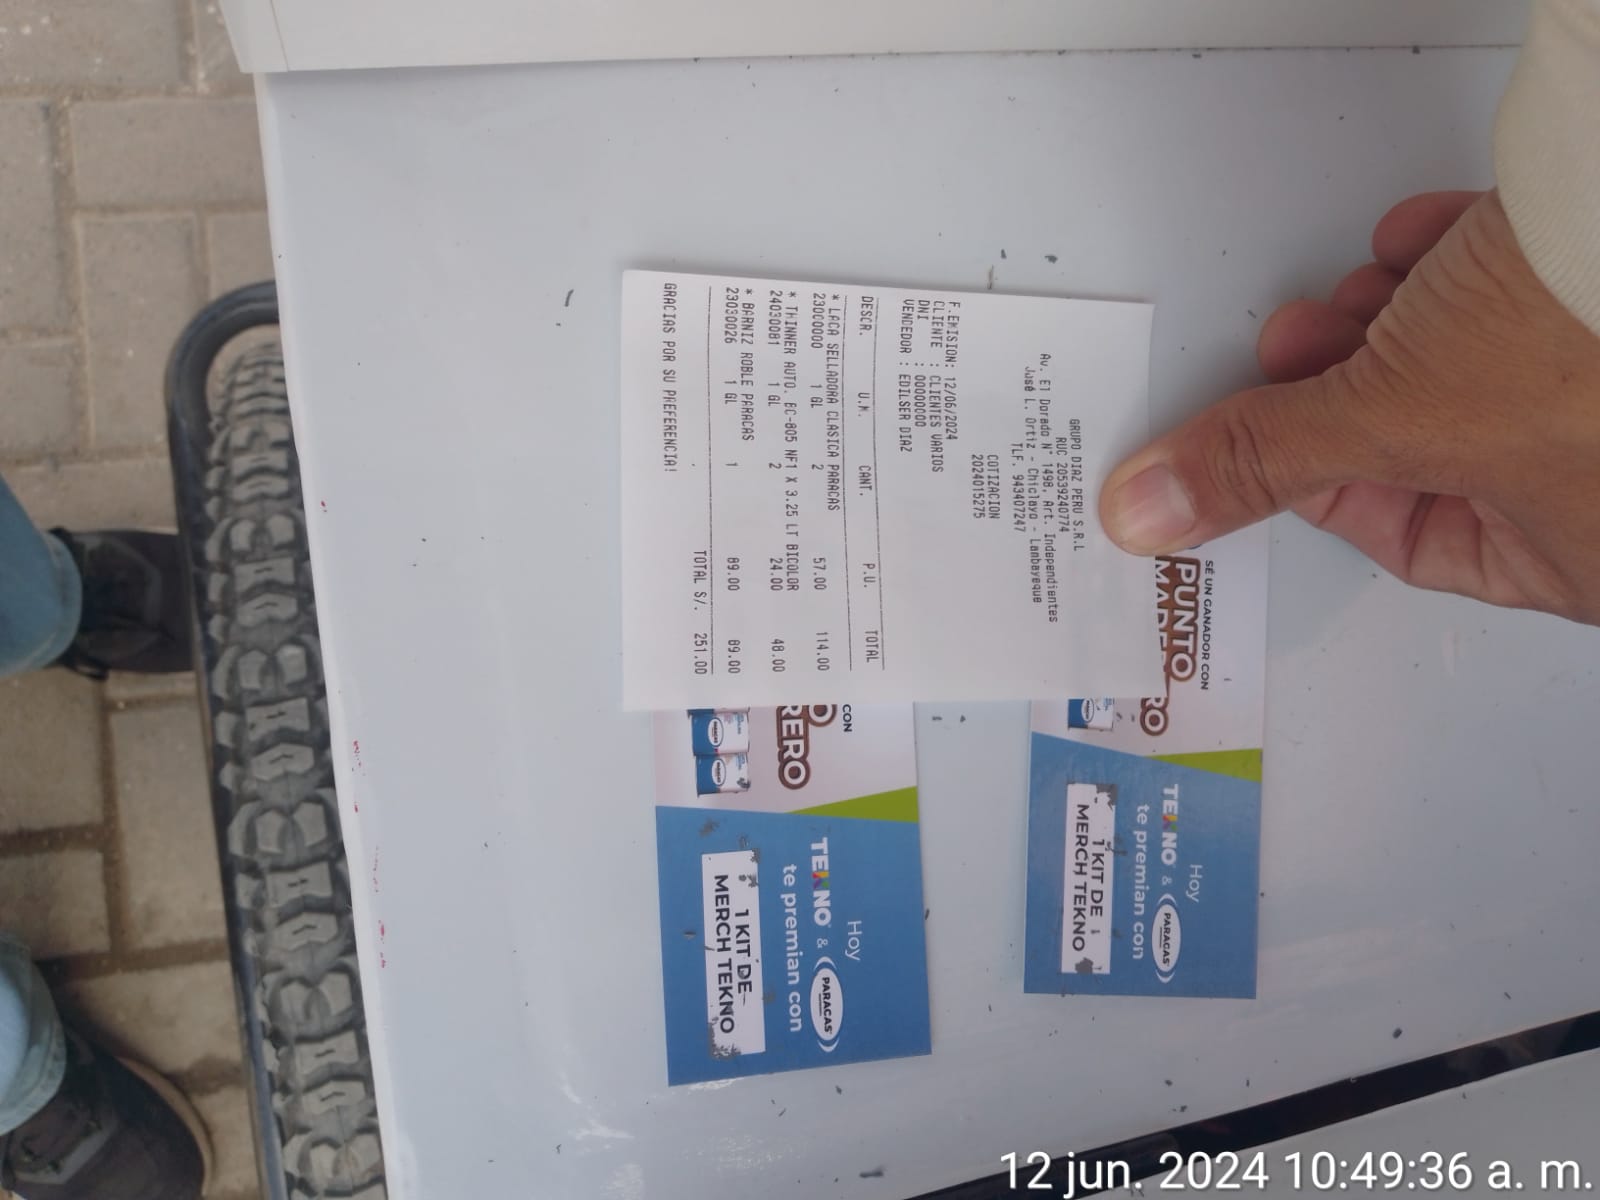 GRUPO DIAZ PERU S.R.L
RUC 20539240774
Av. El Dorado N° 1498, Art. Independientes
José L. Ortiz - Chiclayo - Lambayeque
TLF. 943407247
COTIZACION
2024015275
F.EMISION: 12/06/2024
CLIENTE : CLIENTES VARIOS
DNI : 00000000
VENDEDOR : EDILSER DIAZ
DESCR. U.M. CANT. P.U. TOTAL
* LACA SELLADORA CLASICA PARACAS
23000000 1 GL 2 57.00 114.00
* THINNER AUTO. BC-805 NF1 X 3.25 LT BICOLOR
24030081 1 GL 2 24.00 48.00
* BARNIZ ROBLE PARACAS
23030026 1 GL 1 89.00 89.00
TOTAL S/. 251.00
GRACIAS POR SU PREFERENCIA!
SÉ UN GANADOR CON
PUNTO
RO
Hoy
TEKNO & PARACAS
te premian con
1 KIT DE
MERCH TEKNO
CON
O
RERO
Hoy
TEKNO & PARACAS
te premian con
1 KIT DE
MERCH TEKNO
12 jun. 2024 10:49:36 a. m.